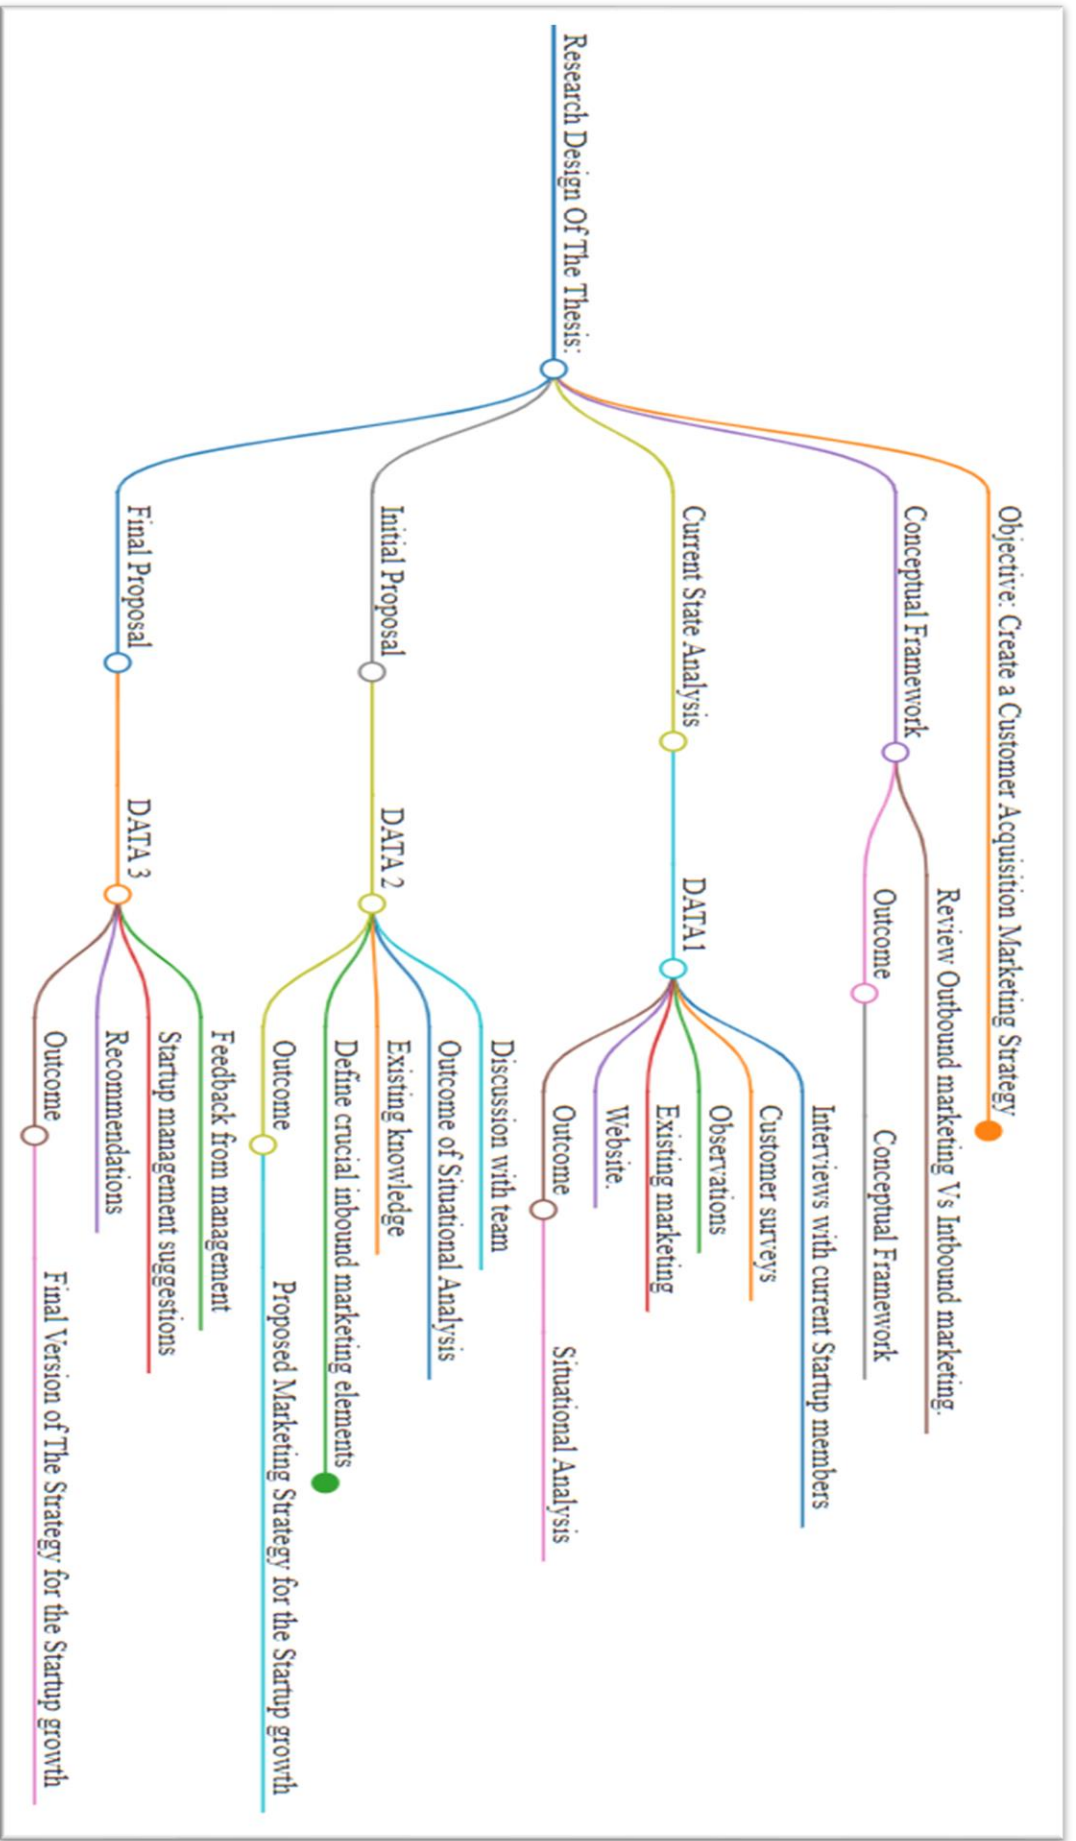 Research Design Of The Thesis:
Objective: Create a Customer Acquisition Marketing Strategy
Conceptual Framework
Review Outbound marketing Vs Intbound marketing.
Outcome
Conceptual Framework
Current State Analysis
DATA1
Interviews with current Startup members
Customer surveys
Observations
Existing marketing
Website.
Outcome
Situational Analysis
Initial Proposal
DATA 2
Discussion with team
Outcome of Situational Analysis
Existing knowledge
Define crucial inbound marketing elements
Outcome
Proposed Marketing Strategy for the Startup growth
Final Proposal
DATA 3
Feedback from management
Startup management suggestions
Recommendations
Outcome
Final Version of The Strategy for the Startup growth